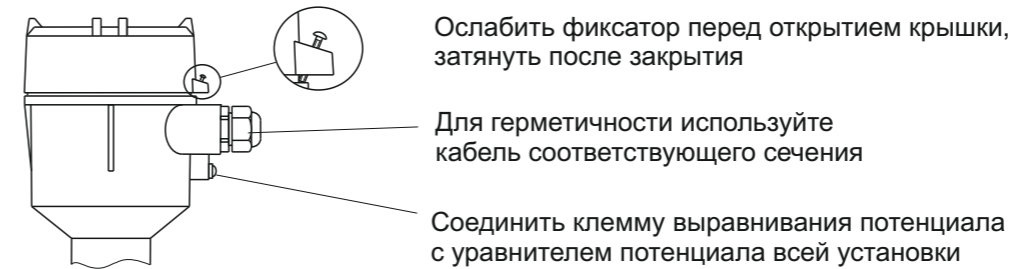 Ослабить фиксатор перед открытием крышки,
затянуть после закрытия
Для герметичности используйте
кабель соответствующего сечения
Соединить клемму выравнивания потенциала
с уравнителем потенциала всей установки